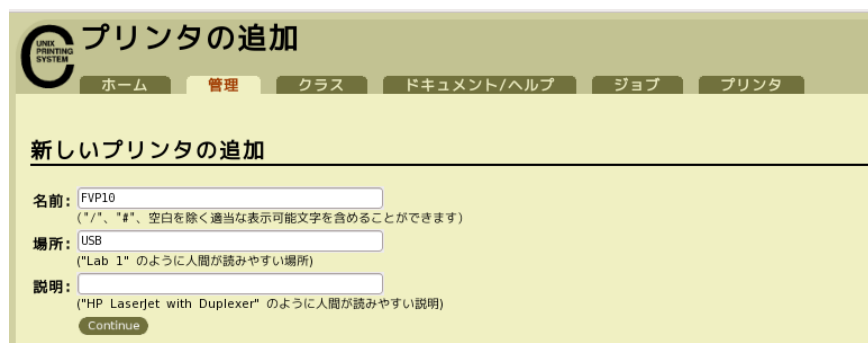 UNIX
PRINTING
SYSTEM
プリンタの追加
ホーム 管理 クラス ドキュメント/ヘルプ ジョブ プリンタ
新しいプリンタの追加
名前: FVP10
("/"、"#"、空白を除く適当な表示可能文字を含めることができます)
場所: USB
("Lab 1" のように人間が読みやすい場所)
説明:
("HP LaserJet with Duplexer" のように人間が読みやすい説明)
Continue